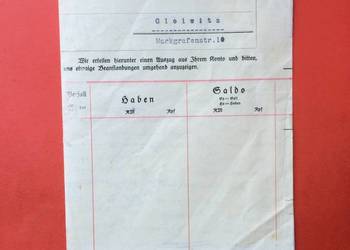 Gleiwitz
Markgrafenstr.10
Wir erteilen hierunter einen Auszug aus Ihrem Konto und bitten,
uns etwaige Beanstandungen umgehend anzuzeigen.
Haben
Saldo
RM Rpf
RM Rpf